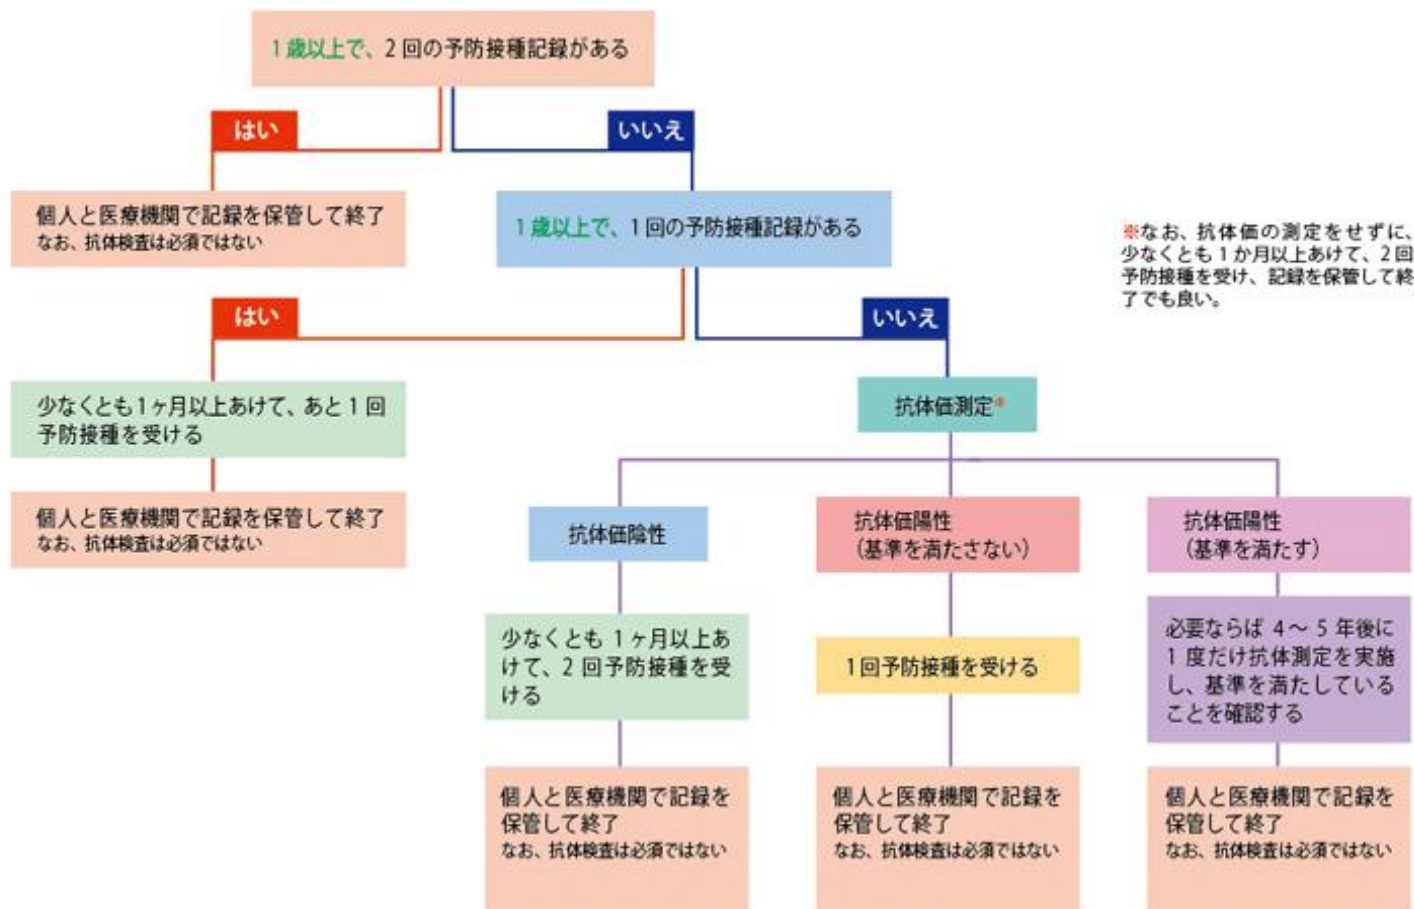 1歳以上で、2回の予防接種記録がある
はい
いいえ
個人と医療機関で記録を保管して終了
なお、抗体検査は必須ではない
1歳以上で、1回の予防接種記録がある
※なお、抗体価の測定をせずに、
少なくとも1か月以上あけて、2回
予防接種を受け、記録を保管して終
了でも良い。
はい
いいえ
少なくとも1ヶ月以上あけて、あと1回
予防接種を受ける
抗体価測定※
個人と医療機関で記録を保管して終了
なお、抗体検査は必須ではない
抗体価陰性
抗体価陽性
(基準を満たさない)
抗体価陽性
(基準を満たす)
少なくとも 1ヶ月以上あ
けて、2回予防接種を受
ける
1回予防接種を受ける
必要ならば 4〜5 年後に
1度だけ抗体測定を実施
し、基準を満たしている
ことを確認する
個人と医療機関で記録を
保管して終了
なお、抗体検査は必須ではない
個人と医療機関で記録を
保管して終了
なお、抗体検査は必須ではない
個人と医療機関で記録を
保管して終了
なお、抗体検査は必須ではない